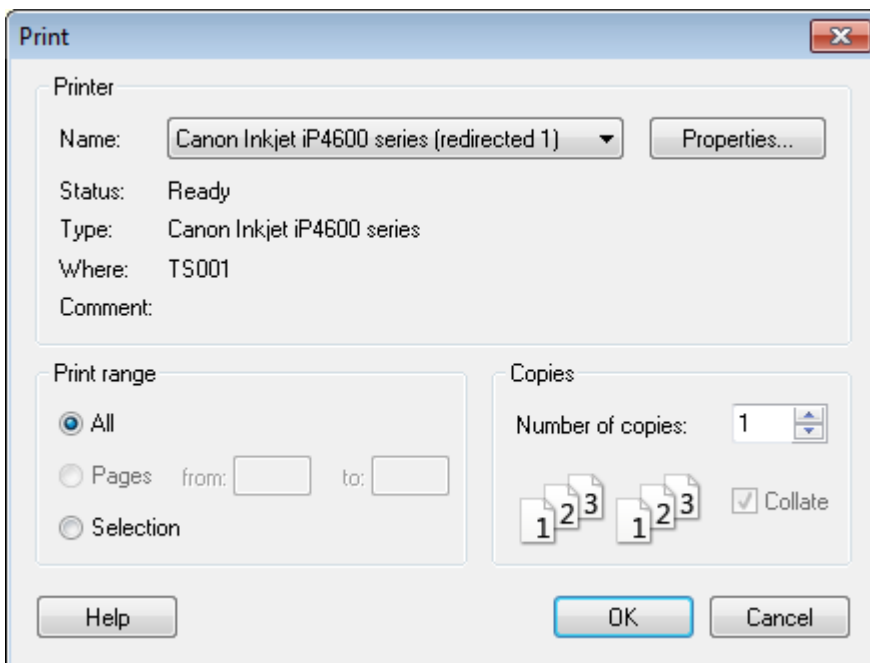 Print
Printer
Name: Canon Inkjet iP4600 series (redirected 1) Properties...
Status: Ready
Type: Canon Inkjet iP4600 series
Where: TS001
Comment:
Print range
All
Pages from: to:
Selection
Copies
Number of copies: 1
1 2 3 1 2 3 Collate
Help OK Cancel